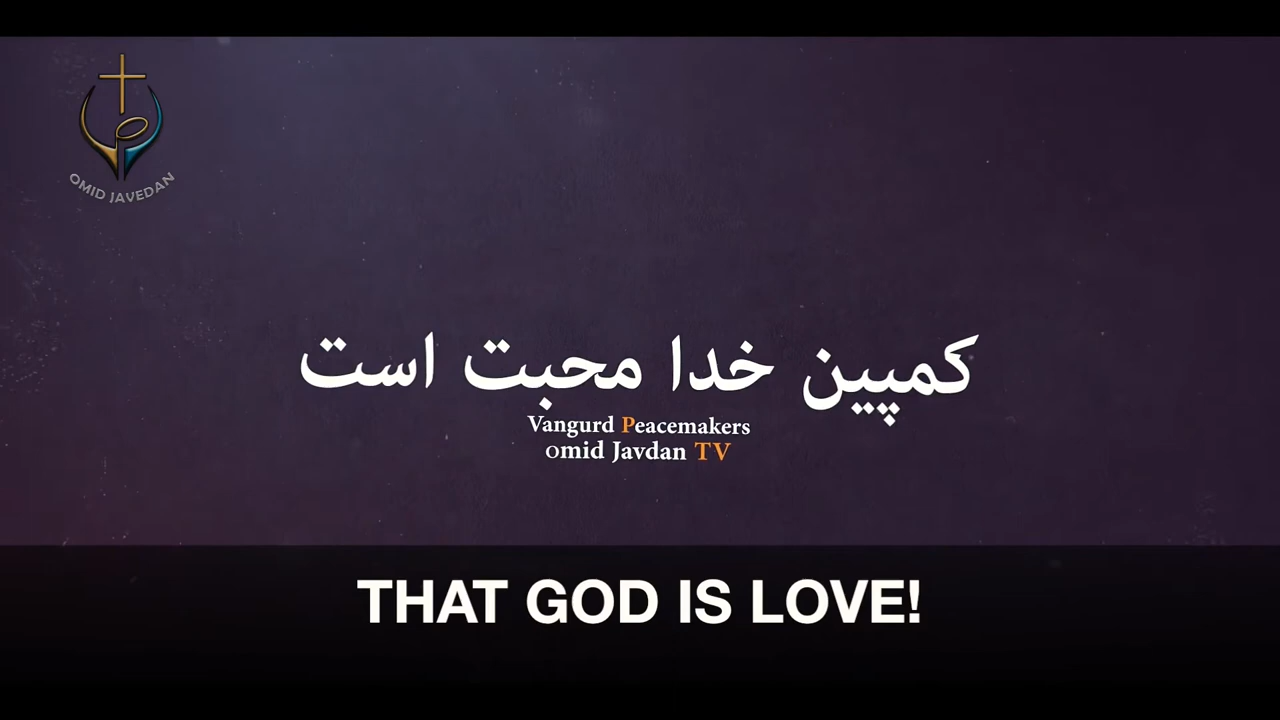 OMID JAVEDAN
کمپین خدا محبت است
Vangurd Peacemakers
omid Javdan TV
THAT GOD IS LOVE!